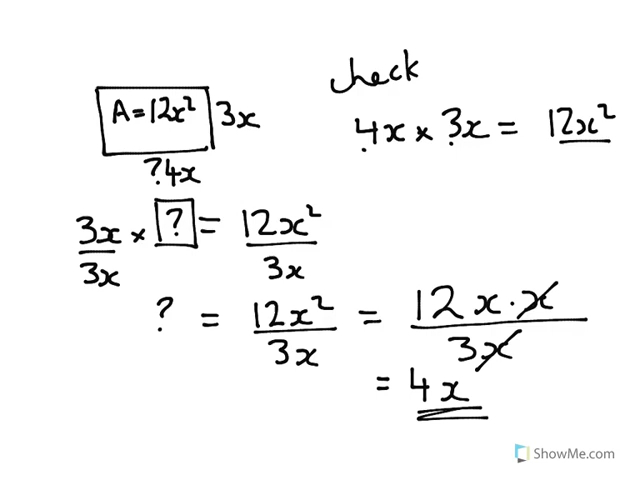 check
A = 12x² 3x
4x × 3x = 12x²
? 4x
3x/3x × ? = 12x²/3x
? = 12x²/3x = 12x·x/3x
= 4x
ShowMe.com